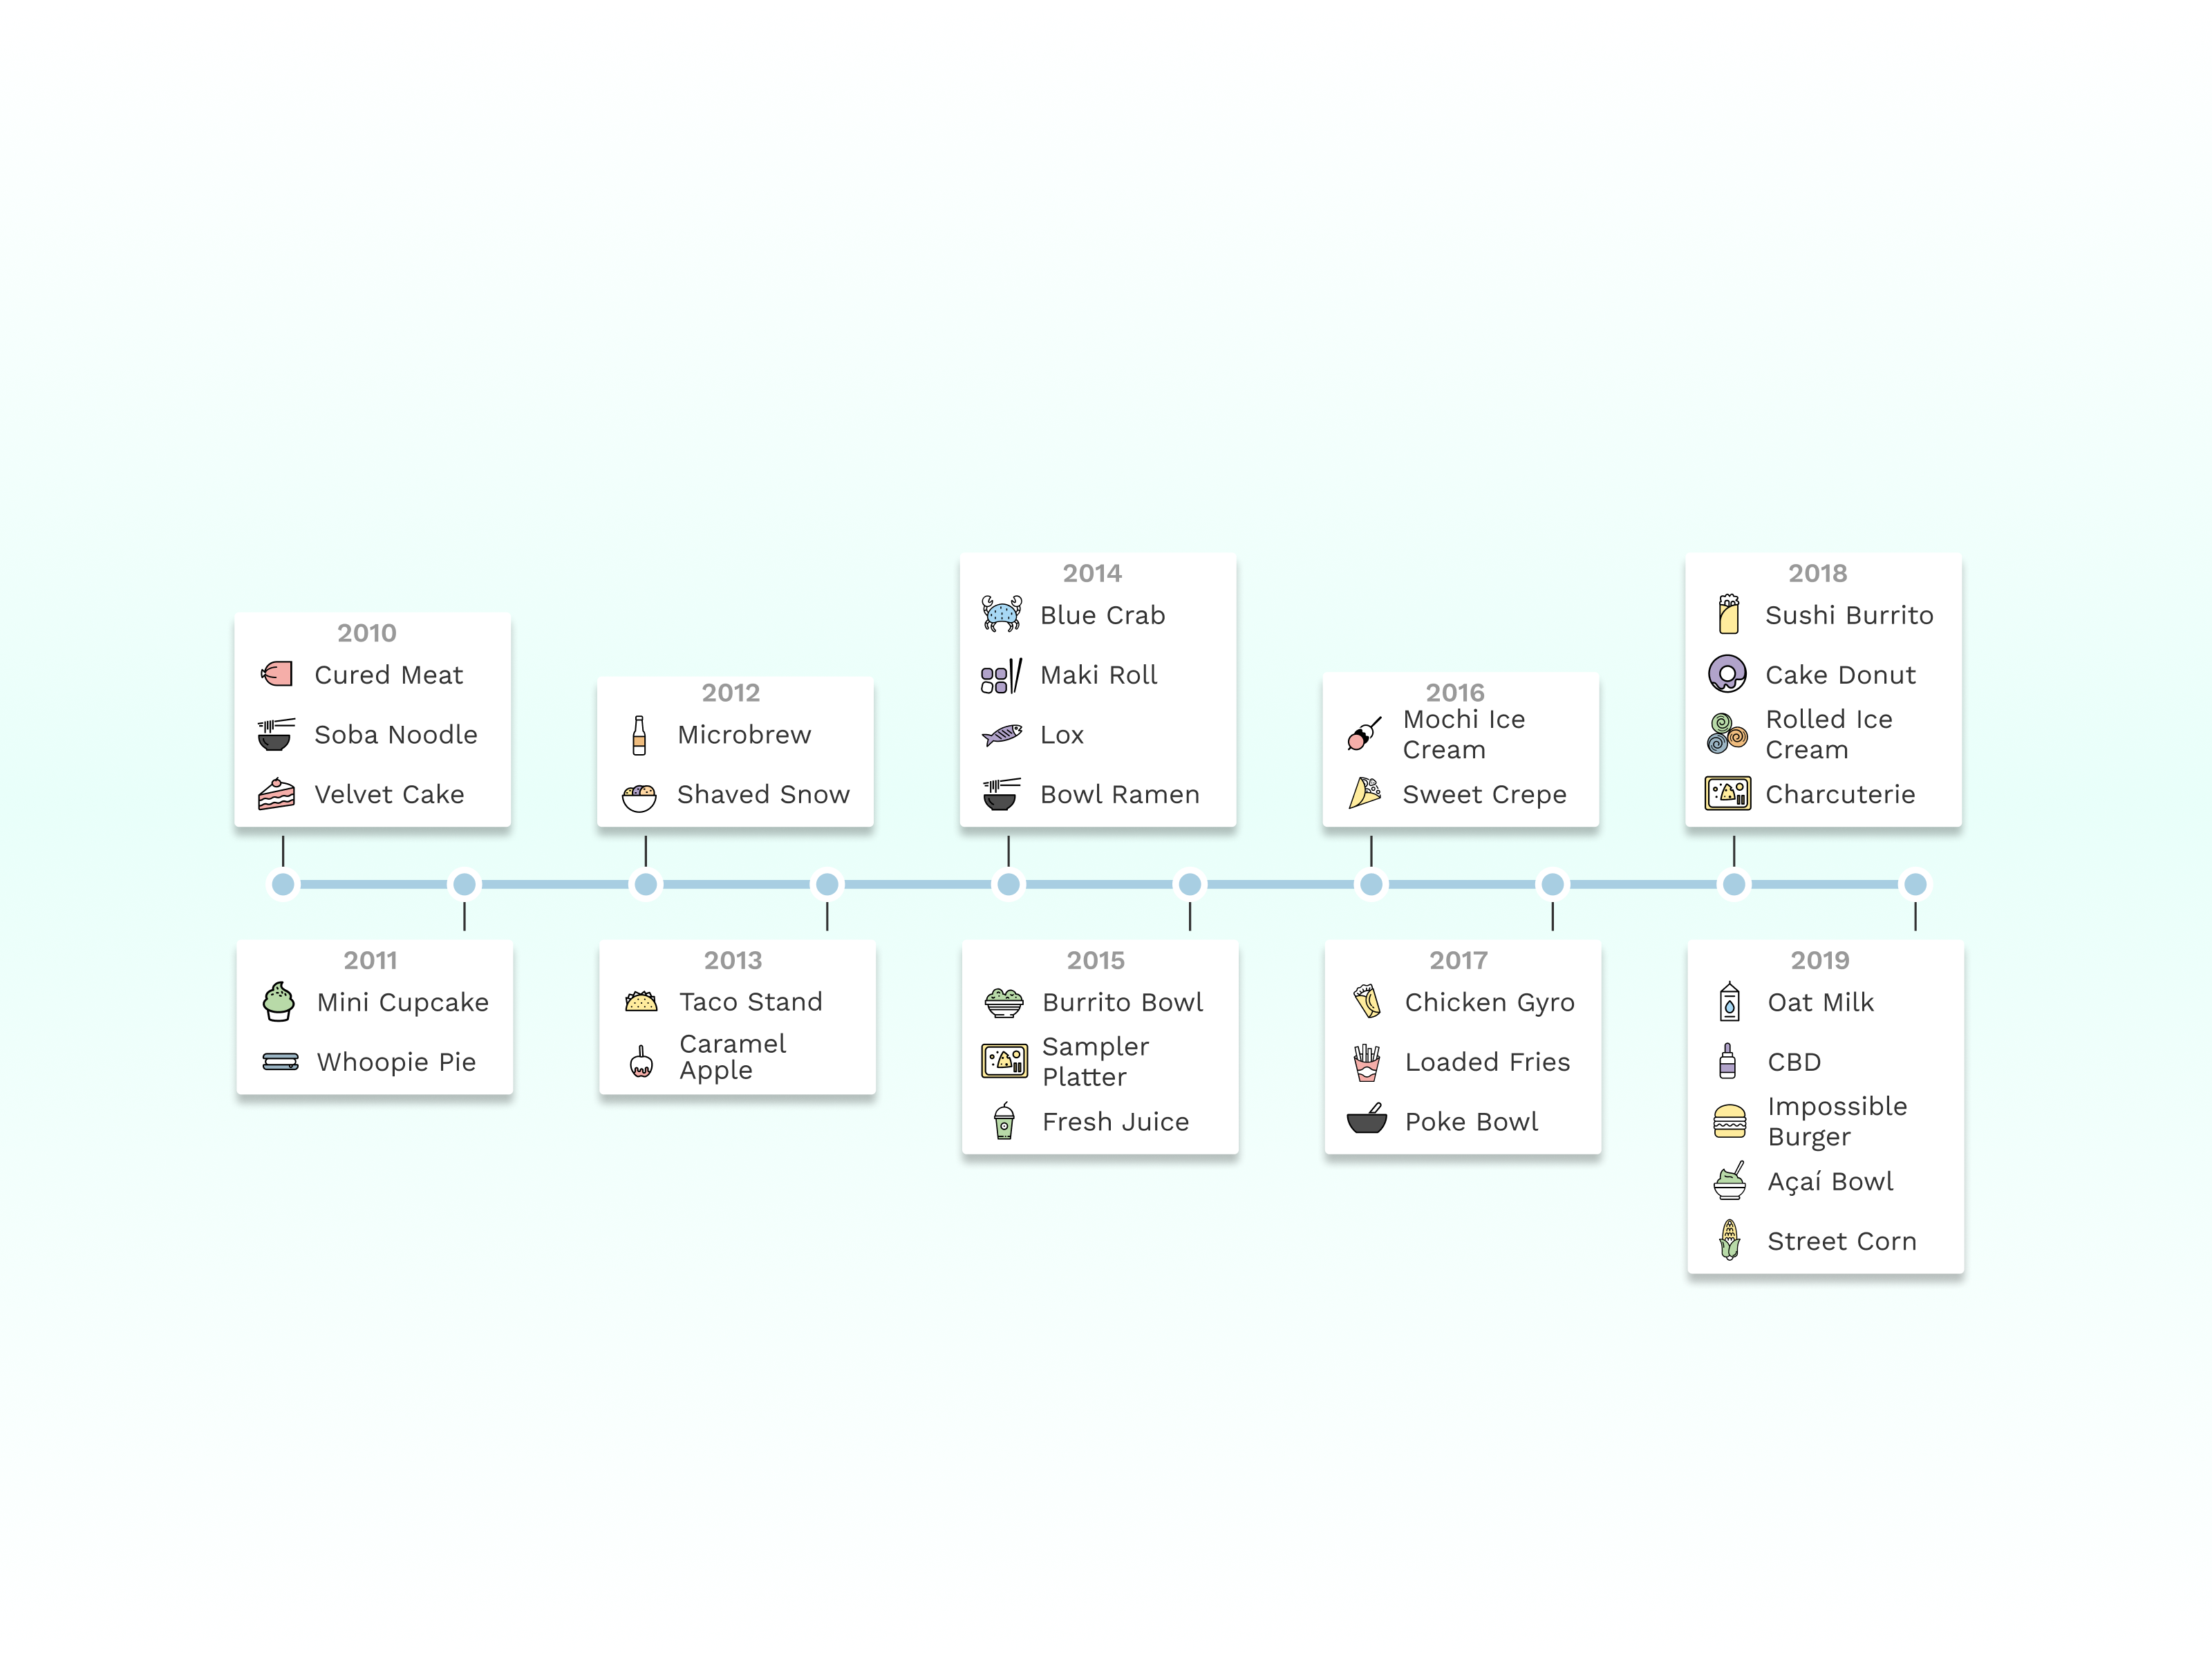 2010
Cured Meat
Soba Noodle
Velvet Cake
2011
Mini Cupcake
Whoopie Pie
2012
Microbrew
Shaved Snow
2013
Taco Stand
Caramel
Apple
2014
Blue Crab
Maki Roll
Lox
Bowl Ramen
2015
Burrito Bowl
Sampler
Platter
Fresh Juice
2016
Mochi Ice
Cream
Sweet Crepe
2017
Chicken Gyro
Loaded Fries
Poke Bowl
2018
Sushi Burrito
Cake Donut
Rolled Ice
Cream
Charcuterie
2019
Oat Milk
CBD
Impossible
Burger
Açaí Bowl
Street Corn